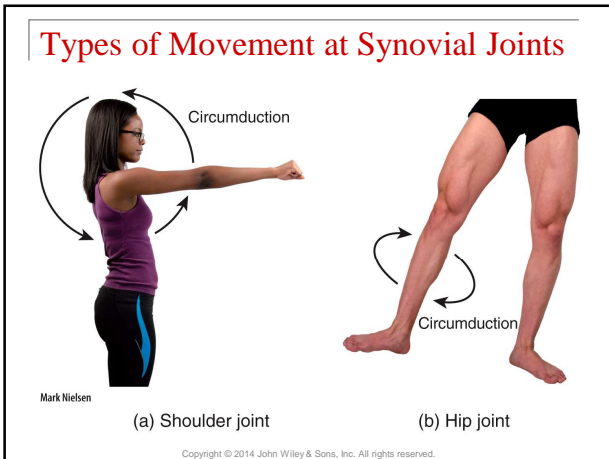 Types of Movement at Synovial Joints
Circumduction
Circumduction
Mark Nielsen
(a) Shoulder joint
(b) Hip joint
Copyright © 2014 John Wiley & Sons, Inc. All rights reserved.